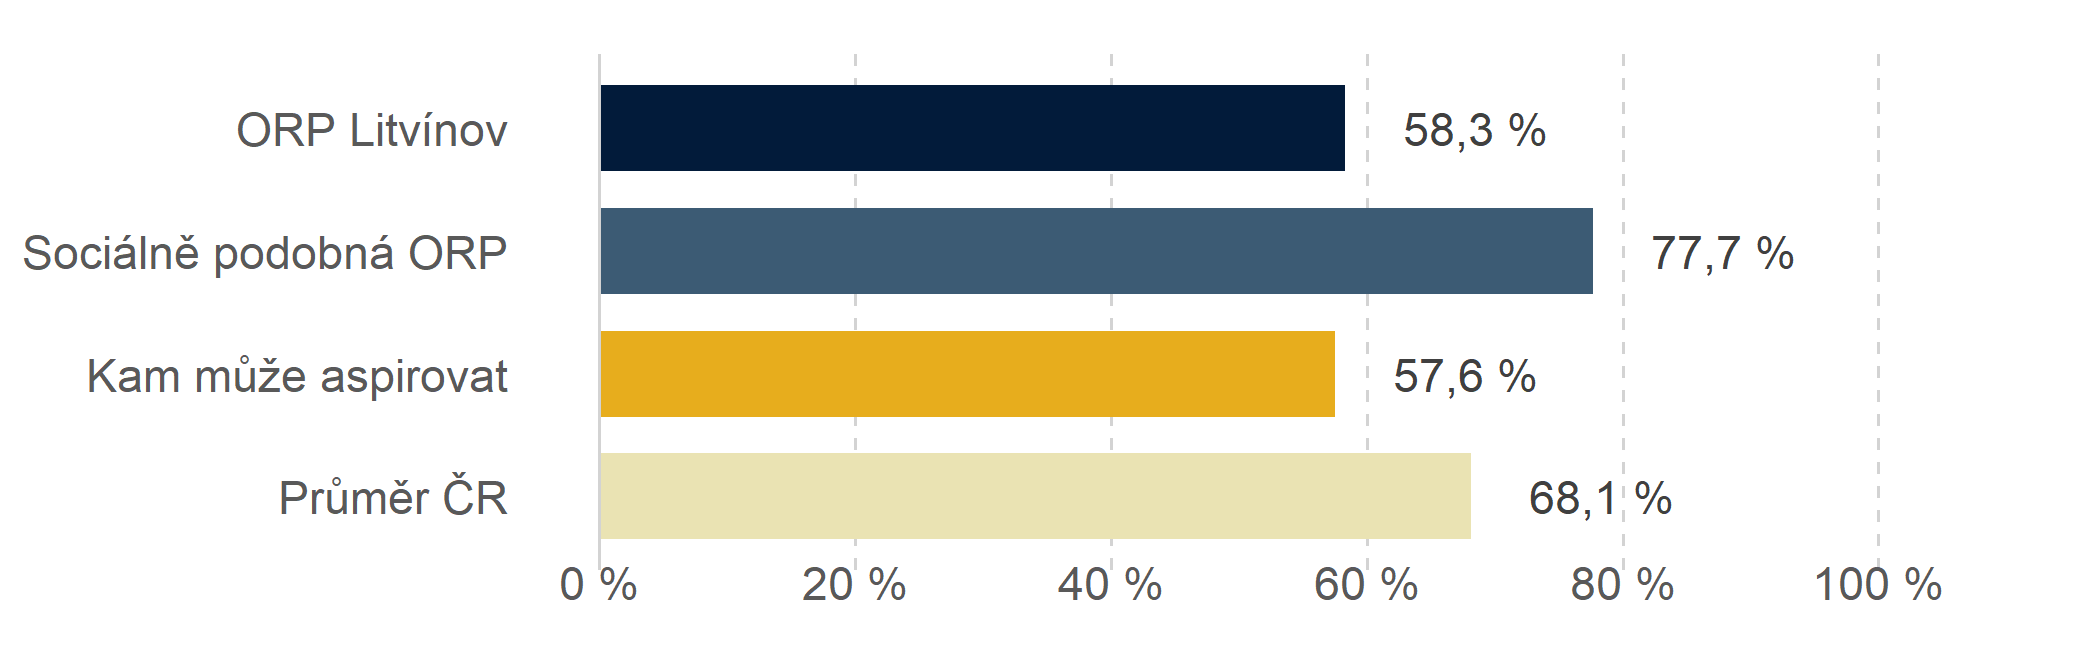 ORP Litvínov
58,3 %
Sociálně podobná ORP
77,7 %
Kam může aspirovat
57,6 %
Průměr ČR
68,1 %
0 %
20 %
40 %
60 %
80 %
100 %